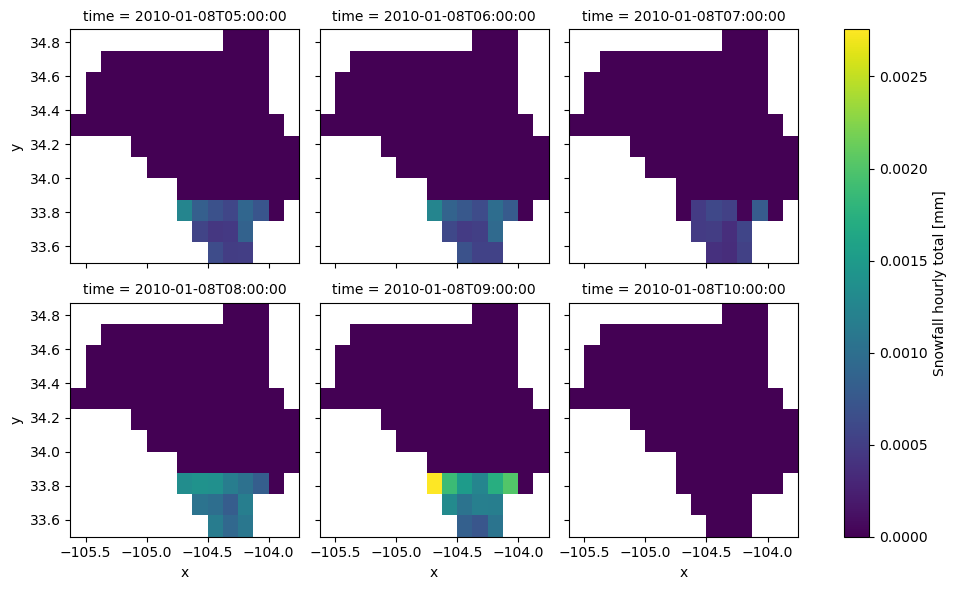 time = 2010-01-08T05:00:00
time = 2010-01-08T06:00:00
time = 2010-01-08T07:00:00
34.8
34.6
34.4
34.2
34.0
33.8
33.6
y
time = 2010-01-08T08:00:00
time = 2010-01-08T09:00:00
time = 2010-01-08T10:00:00
34.8
34.6
34.4
34.2
34.0
33.8
33.6
y
−105.5 −105.0 −104.5 −104.0
x
−105.5 −105.0 −104.5 −104.0
x
−105.5 −105.0 −104.5 −104.0
x
0.0025
0.0020
0.0015
0.0010
0.0005
0.0000
Snowfall hourly total [mm]